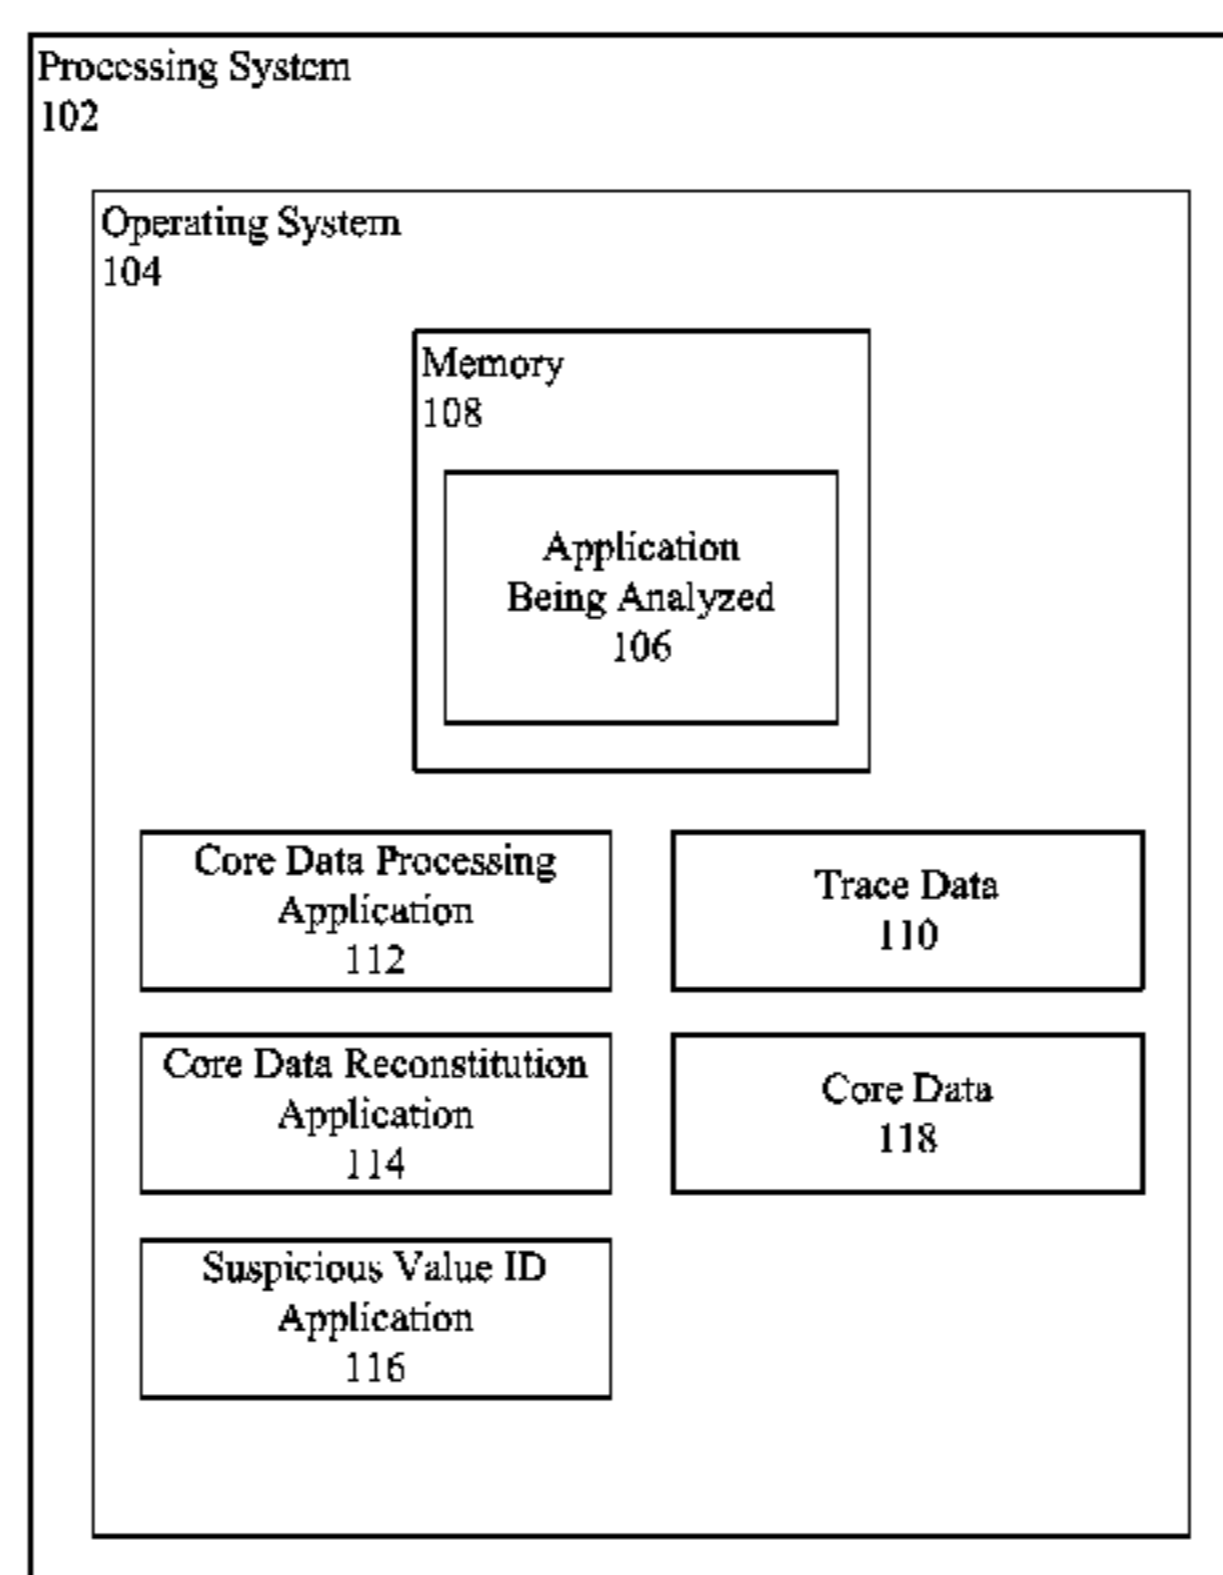 Processing System
102
Operating System
104
Memory
108
Application
Being Analyzed
106
Core Data Processing
Application
112
Trace Data
110
Core Data Reconstitution
Application
114
Core Data
118
Suspicious Value ID
Application
116